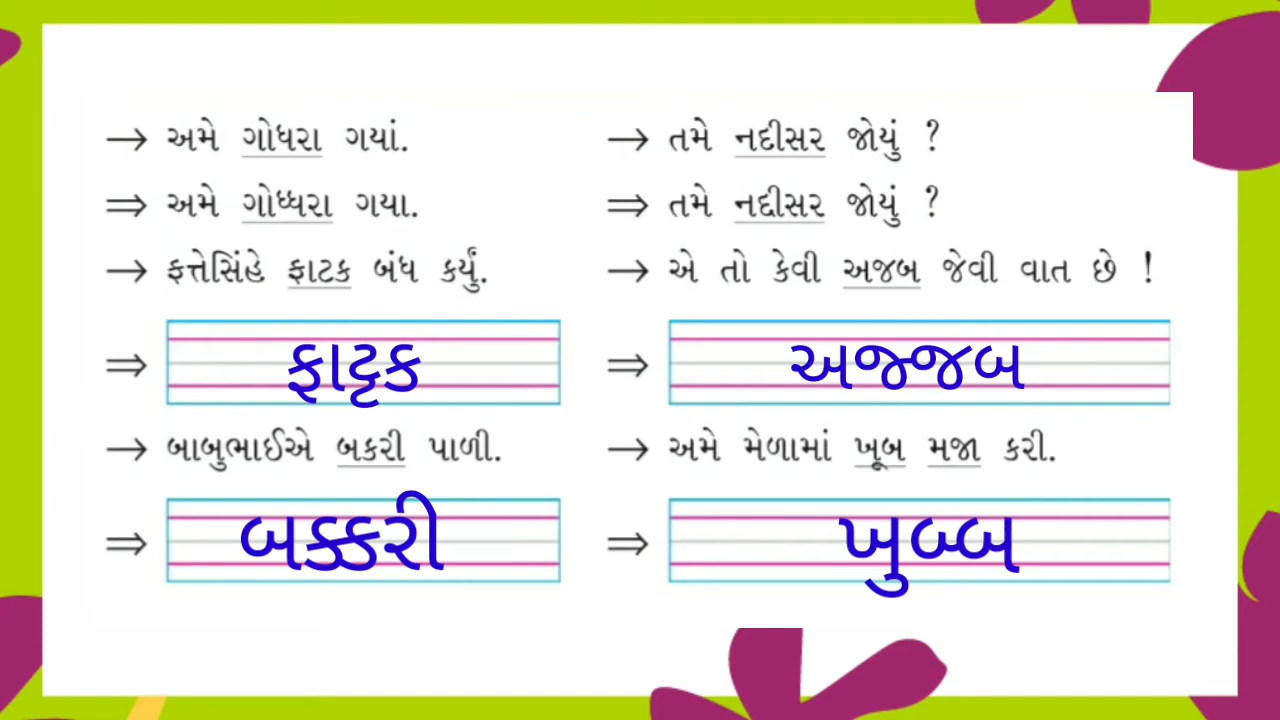 → અમે ગોધરા ગયાં.
→ તમે નદીસર જોયું ?
⇒ અમે ગોધ્ધરા ગયા.
⇒ તમે નદ્દીસર જોયું ?
→ ફત્તેસિંહે ફાટક બંધ કર્યું.
→ એ તો કેવી અજબ જેવી વાત છે !
⇒ ફાટ્ટક
⇒ અજ્જબ
→ બાબુભાઈએ બકરી પાળી.
→ અમે મેળામાં ખૂબ મજા કરી.
⇒ બક્કરી
⇒ ખુબ્બ